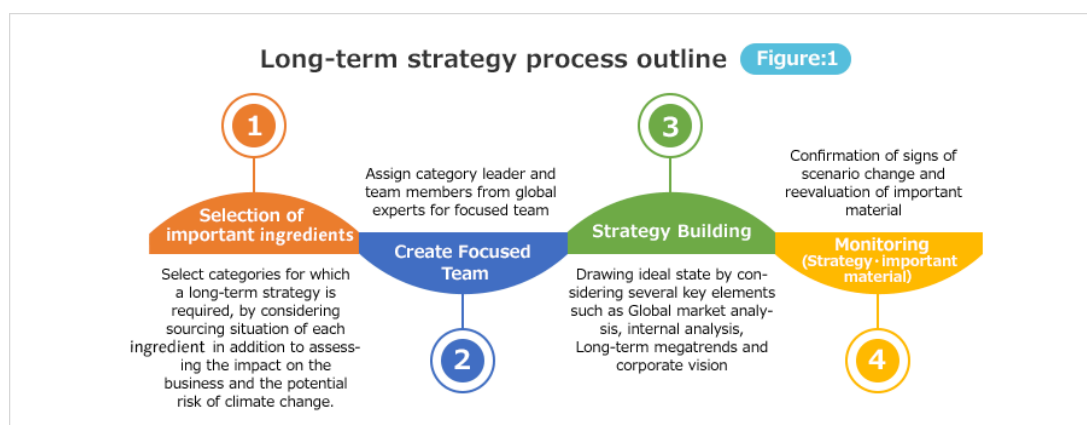 Long-term strategy process outline Figure:1
1
Selection of
important ingredients
Select categories for which
a long-term strategy is
required, by considering
sourcing situation of each
ingredient in addition to assess-
ing the impact on the
business and the potential
risk of climate change.
Assign category leader and
team members from global
experts for focused team
Create Focused
Team
2
3
Strategy Building
Drawing ideal state by con-
sidering several key elements
such as Global market analy-
sis, internal analysis,
Long-term megatrends and
corporate vision
Confirmation of signs of
scenario change and
reevaluation of important
material
Monitoring
(Strategy・important
material)
4